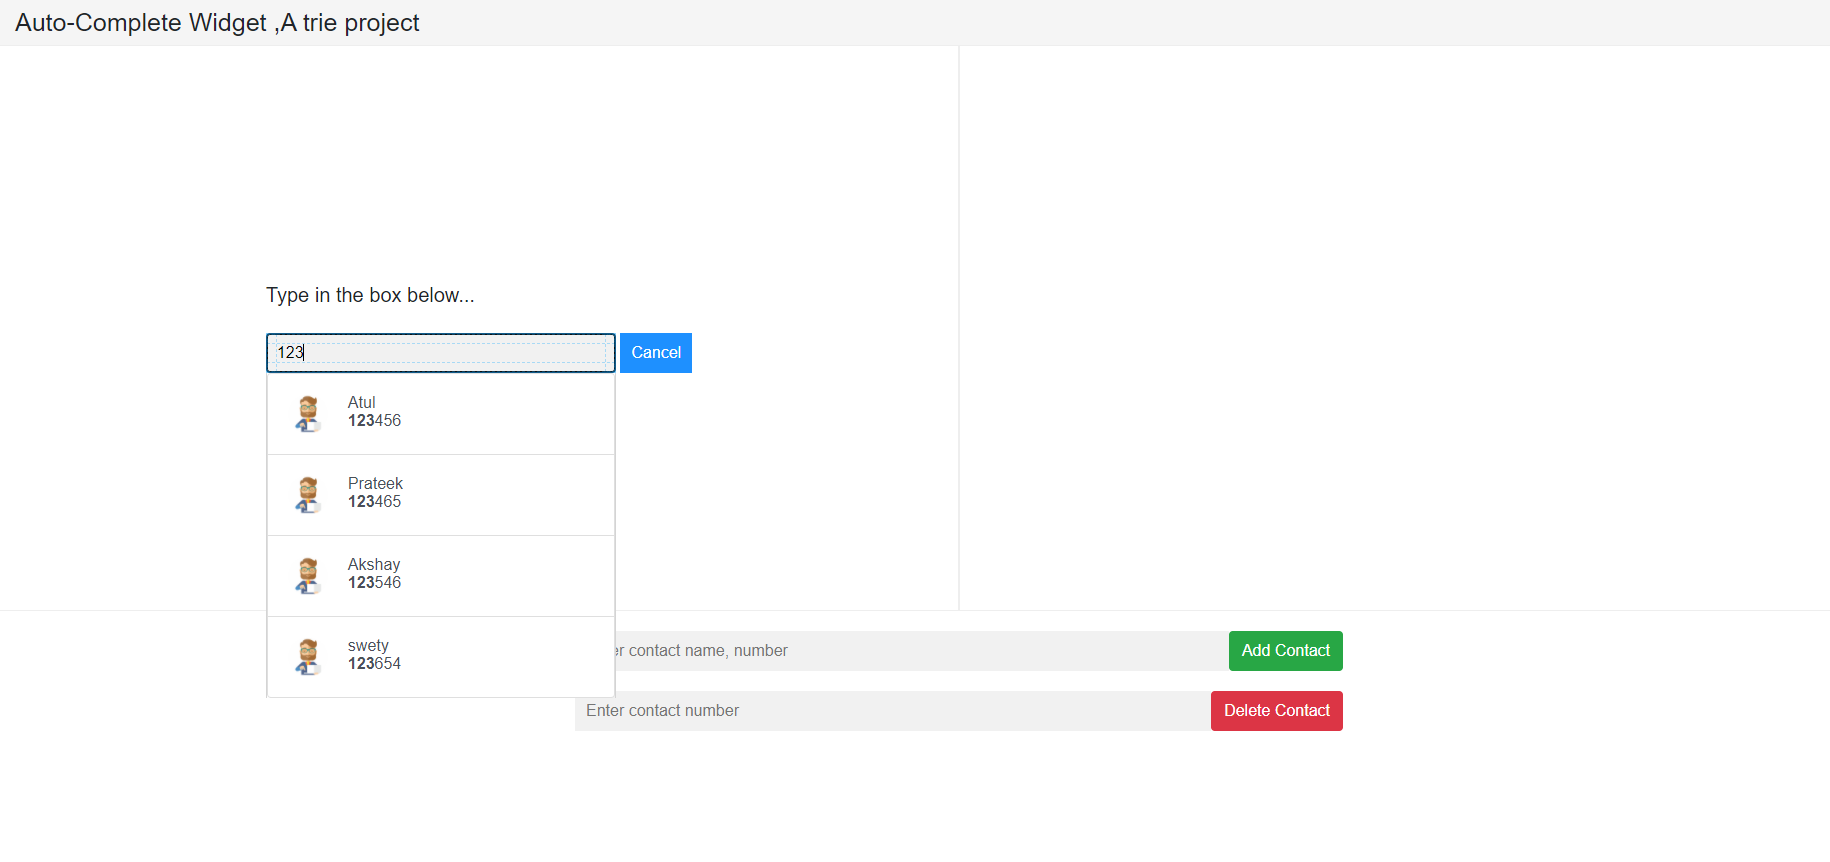 Auto-Complete Widget ,A trie project
Type in the box below...
123
Cancel
Atul
123456
Prateek
123465
Akshay
123546
swety
123654
contact name, number
Add Contact
Enter contact number
Delete Contact